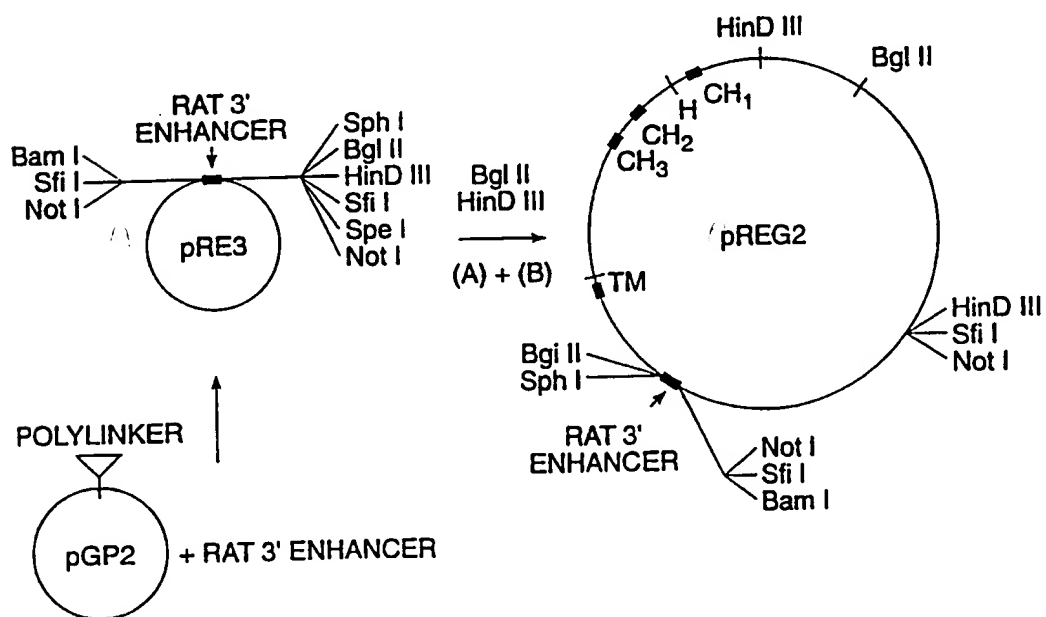 RAT 3'
ENHANCER
Bam I
Sfi I
Not I
Sph I
Bgl II
HinD III
Sfi I
Spe I
Not I
pRE3
Bgl II
HinD III
(A) + (B)
POLYLINKER
pGP2
+ RAT 3' ENHANCER
HinD III
Bgl II
CH1
H
CH2
CH3
pREG2
TM
HinD III
Sfi I
Not I
Bgi II
Sph I
RAT 3'
ENHANCER
Not I
Sfi I
Bam I